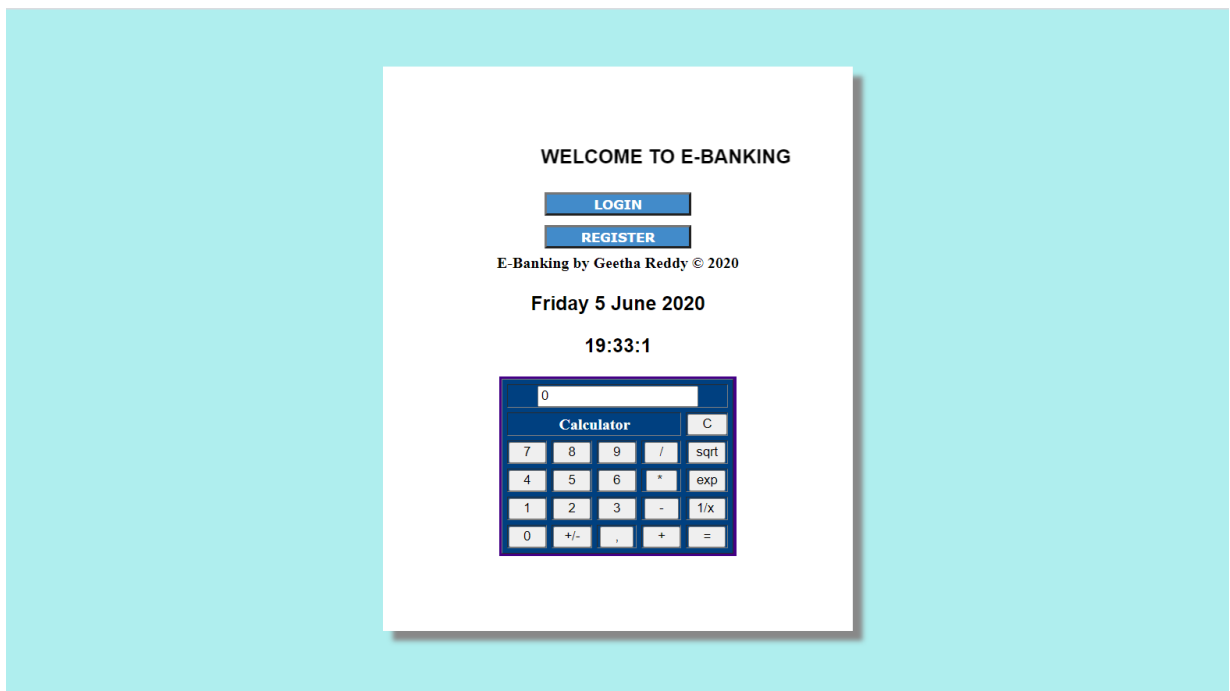 WELCOME TO E-BANKING
LOGIN
REGISTER
E-Banking by Geetha Reddy © 2020
Friday 5 June 2020
19:33:1
0
Calculator C
7 8 9 / sqrt
4 5 6 * exp
1 2 3 - 1/x
0 +/- , + =